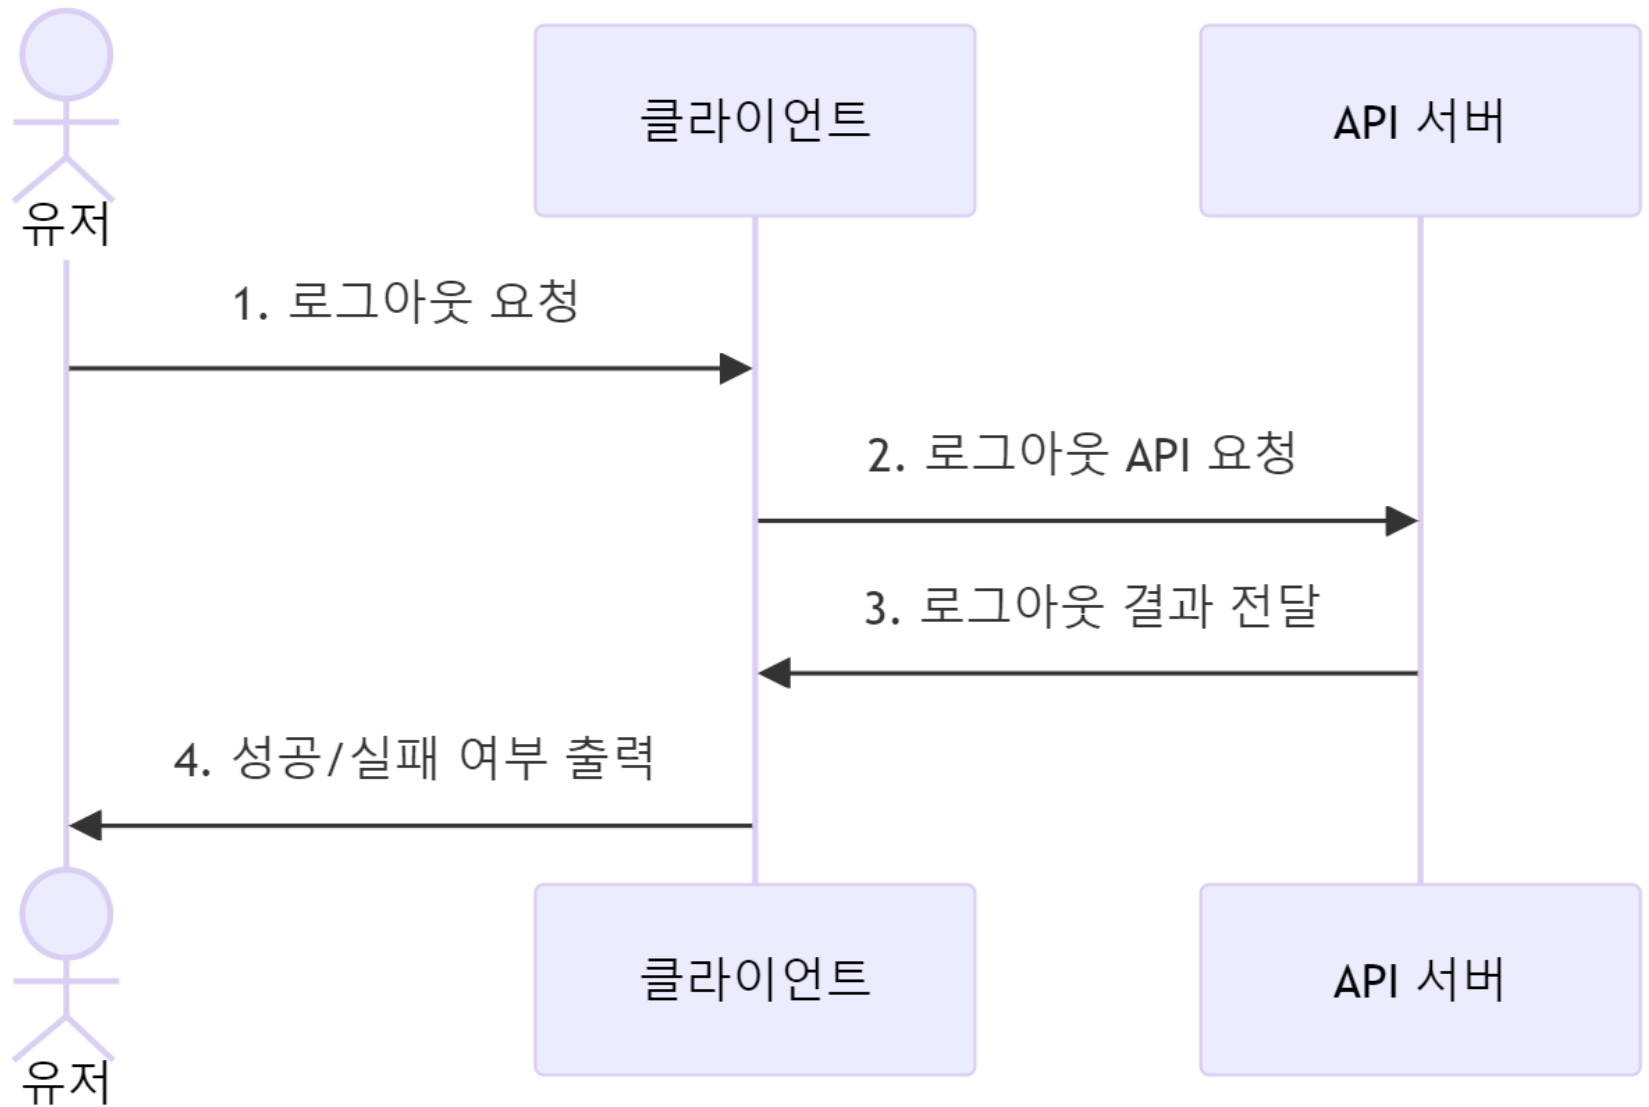 클라이언트
API 서버
유저
1. 로그아웃 요청
2. 로그아웃 API 요청
3. 로그아웃 결과 전달
4. 성공/실패 여부 출력
클라이언트
API 서버
유저